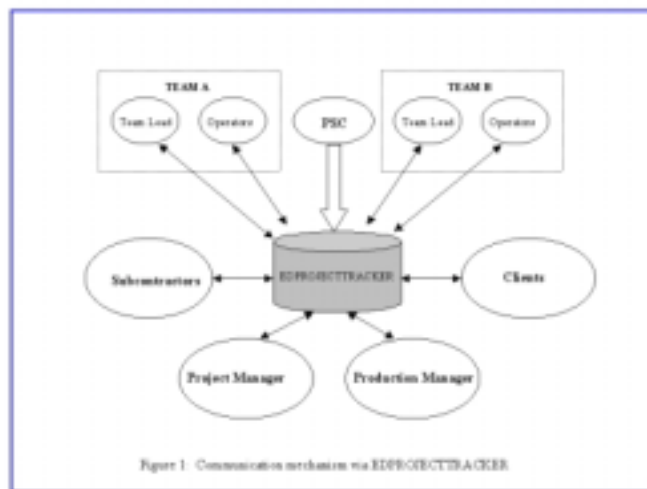 TEAM A
TEAM B
Team Lead
Operators
PSC
Team Lead
Operators
EDPROJECTTRACKER
Subcontractors
Clients
Project Manager
Production Manager
Figure 1: Communication mechanism via EDPROJECTTRACKER